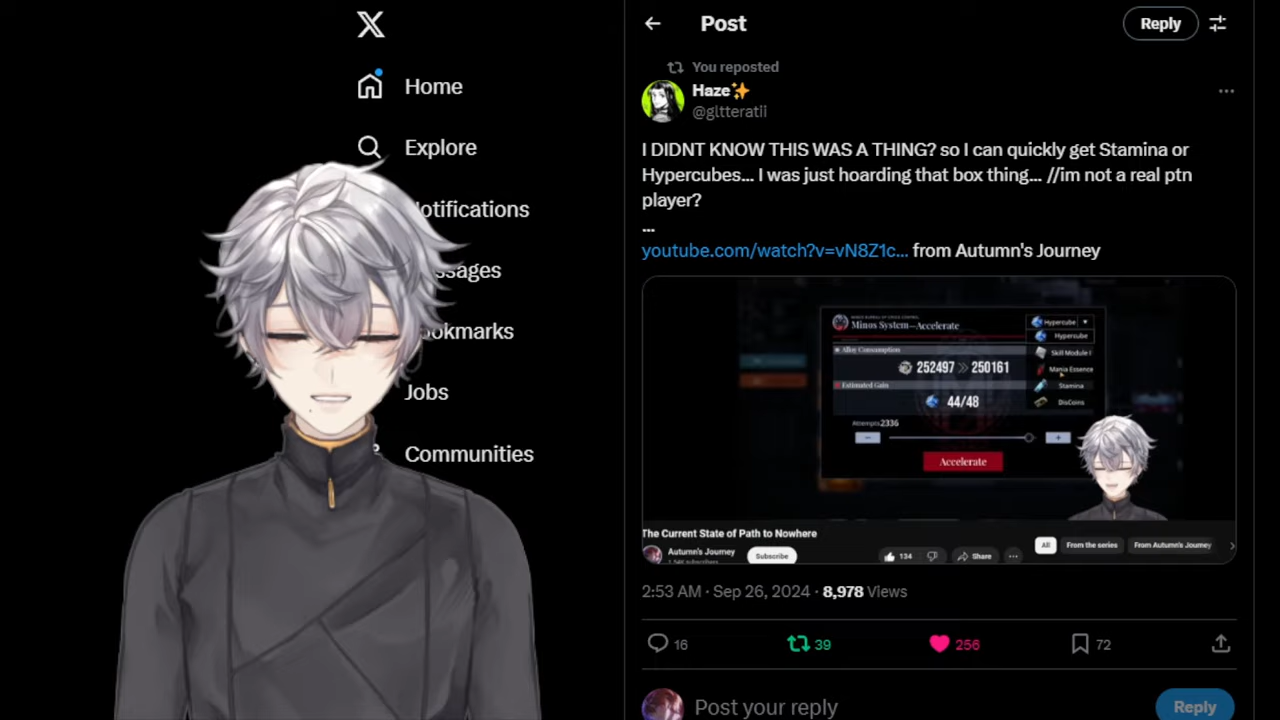 Home
Explore
otifications
ssages
okmarks
Jobs
Communities
Post
Reply
You reposted
Haze✨
@gltteratii
I DIDNT KNOW THIS WAS A THING? so I can quickly get Stamina or
Hypercubes... I was just hoarding that box thing... //im not a real ptn
player?
...
youtube.com/watch?v=vN8Z1c... from Autumn's Journey
Minos System—Accelerate
Hypercube
Hypercube
Alloy Consumption
Skill Module I
252497 250161
Mania Essence
Estimated Gain
Stamina
44/48
DisCoins
Attempts 2336
Accelerate
The Current State of Path to Nowhere
Autumn's Journey
Subscribe
134
Share
All
From the series
From Autumn's Journey
2:53 AM · Sep 26, 2024 · 8,978 Views
16
39
256
72
Post your reply
Reply